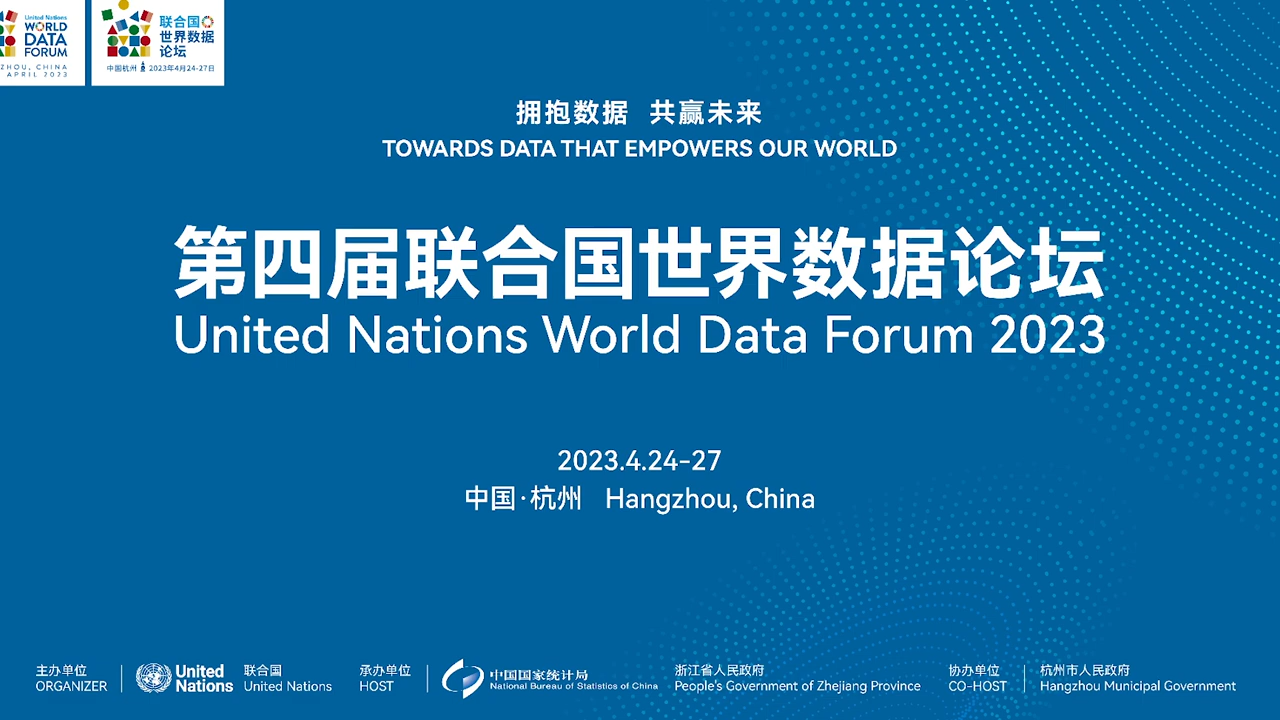 United Nations
WORLD
DATA
FORUM
ZHOU, CHINA
APRIL 2023
联合国
世界数据
论坛
中国杭州 2023年4月24-27日
拥抱数据 共赢未来
TOWARDS DATA THAT EMPOWERS OUR WORLD
第四届联合国世界数据论坛
United Nations World Data Forum 2023
2023.4.24-27
中国·杭州 Hangzhou, China
主办单位
ORGANIZER
United
Nations
联合国
United Nations
承办单位
HOST
中国国家统计局
National Bureau of Statistics of China
浙江省人民政府
People's Government of Zhejiang Province
协办单位
CO-HOST
杭州市人民政府
Hangzhou Municipal Government